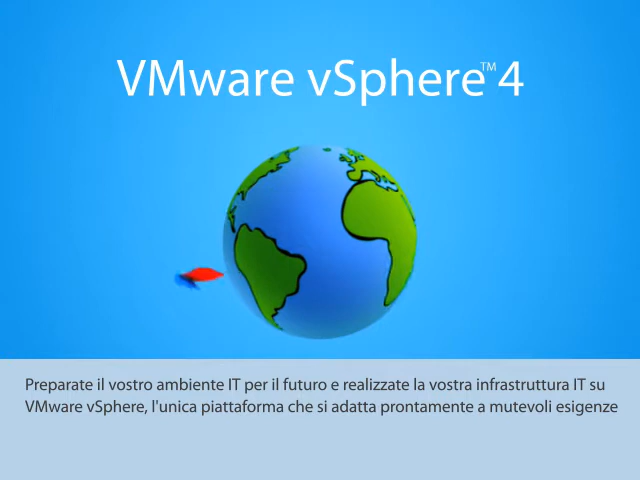 VMware vSphere™ 4
Preparate il vostro ambiente IT per il futuro e realizzate la vostra infrastruttura IT su
VMware vSphere, l'unica piattaforma che si adatta prontamente a mutevoli esigenze